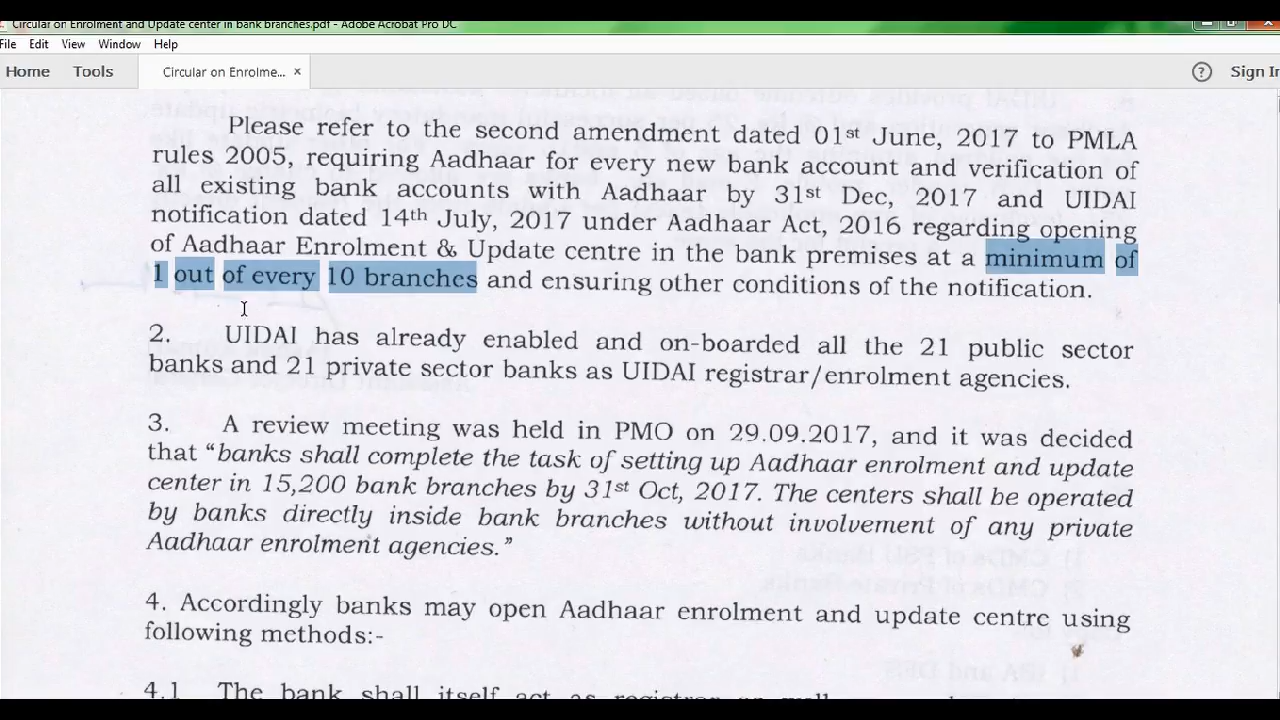 Circular on Enrolment and Update center in bank branches.pdf - Adobe Acrobat Pro DC
File Edit View Window Help
Home Tools Circular on Enrolme... × ? Sign In
Please refer to the second amendment dated 01st June, 2017 to PMLA
rules 2005, requiring Aadhaar for every new bank account and verification of
all existing bank accounts with Aadhaar by 31st Dec, 2017 and UIDAI
notification dated 14th July, 2017 under Aadhaar Act, 2016 regarding opening
of Aadhaar Enrolment & Update centre in the bank premises at a minimum of
1 out of every 10 branches and ensuring other conditions of the notification.
2. UIDAI has already enabled and on-boarded all the 21 public sector
banks and 21 private sector banks as UIDAI registrar/enrolment agencies.
3. A review meeting was held in PMO on 29.09.2017, and it was decided
that "banks shall complete the task of setting up Aadhaar enrolment and update
center in 15,200 bank branches by 31st Oct, 2017. The centers shall be operated
by banks directly inside bank branches without involvement of any private
Aadhaar enrolment agencies."
4. Accordingly banks may open Aadhaar enrolment and update centre using
following methods:-
4.1 The bank shall itself act as registrar